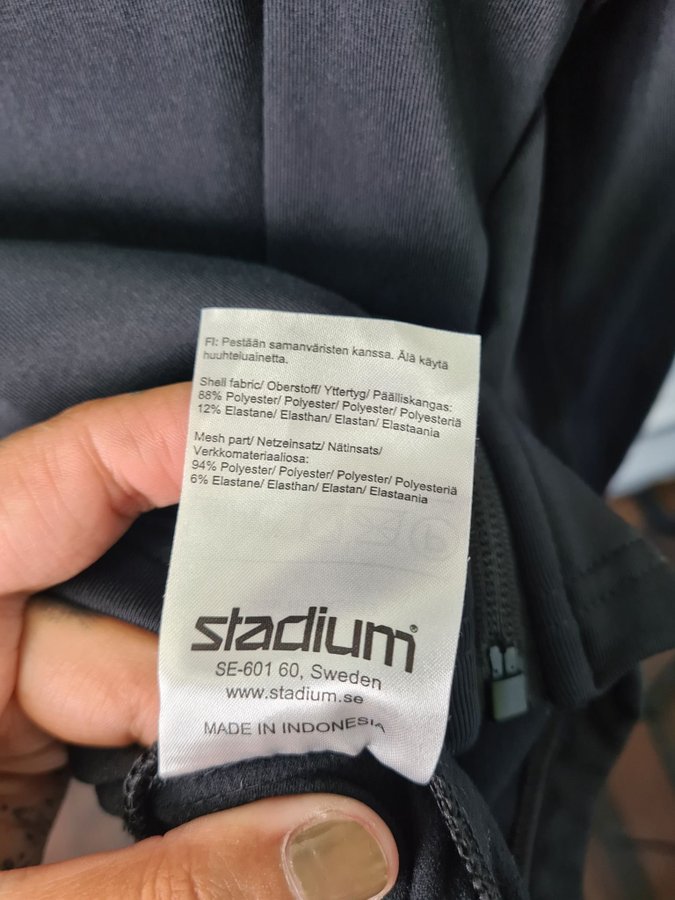 FI: Pestään samanväristen kanssa. Älä käytä
huuhteluainetta.
Shell fabric/ Oberstoff/ Yttertyg/ Päälliskangas:
88% Polyester/ Polyester/ Polyester/ Polyesteriä
12% Elastane/ Elasthan/ Elastan/ Elastaania
Mesh part/ Netzeinsatz/ Nätinsats/
Verkkomateriaaliosa:
94% Polyester/ Polyester/ Polyester/ Polyesteriä
6% Elastane/ Elasthan/ Elastan/ Elastaania
stadium®
SE-601 60, Sweden
www.stadium.se
MADE IN INDONESIA